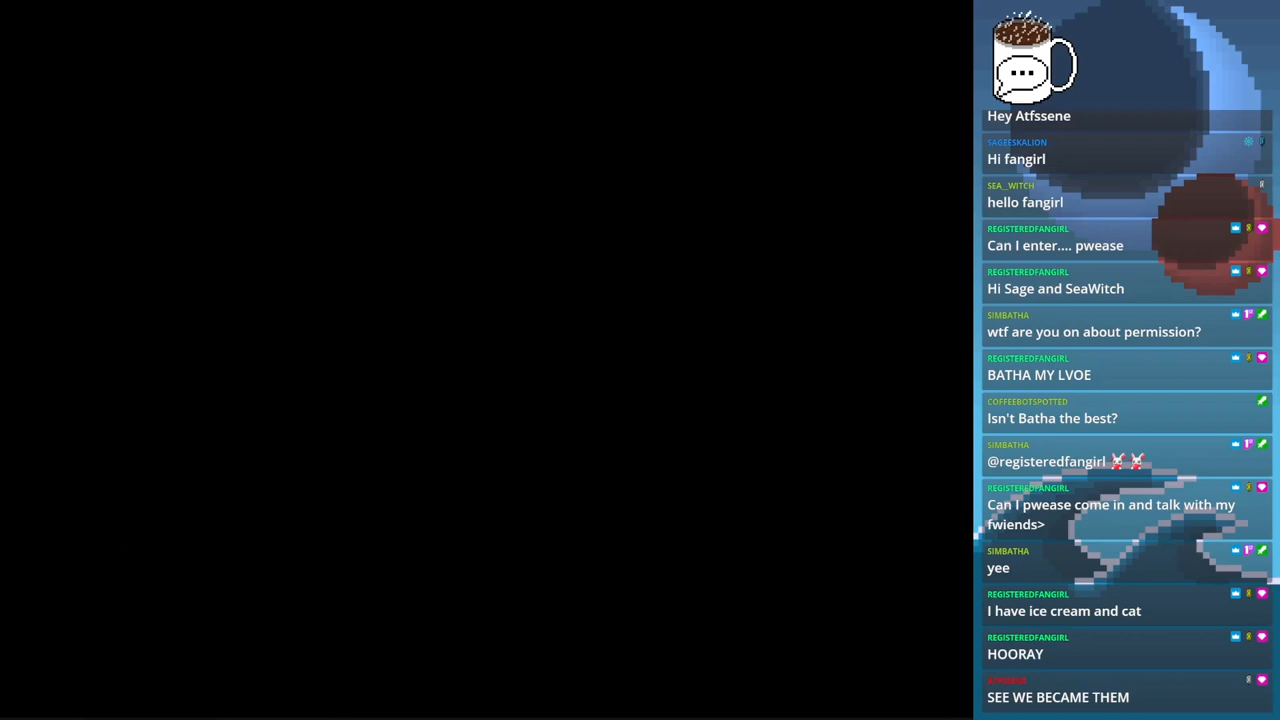 Hey Atfssene
SAGEESKALION
Hi fangirl
SEA_WITCH
hello fangirl
REGISTEREDFANGIRL
Can I enter.... pwease
REGISTEREDFANGIRL
Hi Sage and SeaWitch
SIMBATHA
wtf are you on about permission?
REGISTEREDFANGIRL
BATHA MY LVOE
COFFEEBOTSPOTTED
Isn't Batha the best?
SIMBATHA
@registeredfangirl
REGISTEREDFANGIRL
Can I pwease come in and talk with my
fwiends>
SIMBATHA
yee
REGISTEREDFANGIRL
I have ice cream and cat
REGISTEREDFANGIRL
HOORAY
SEE WE BECAME THEM